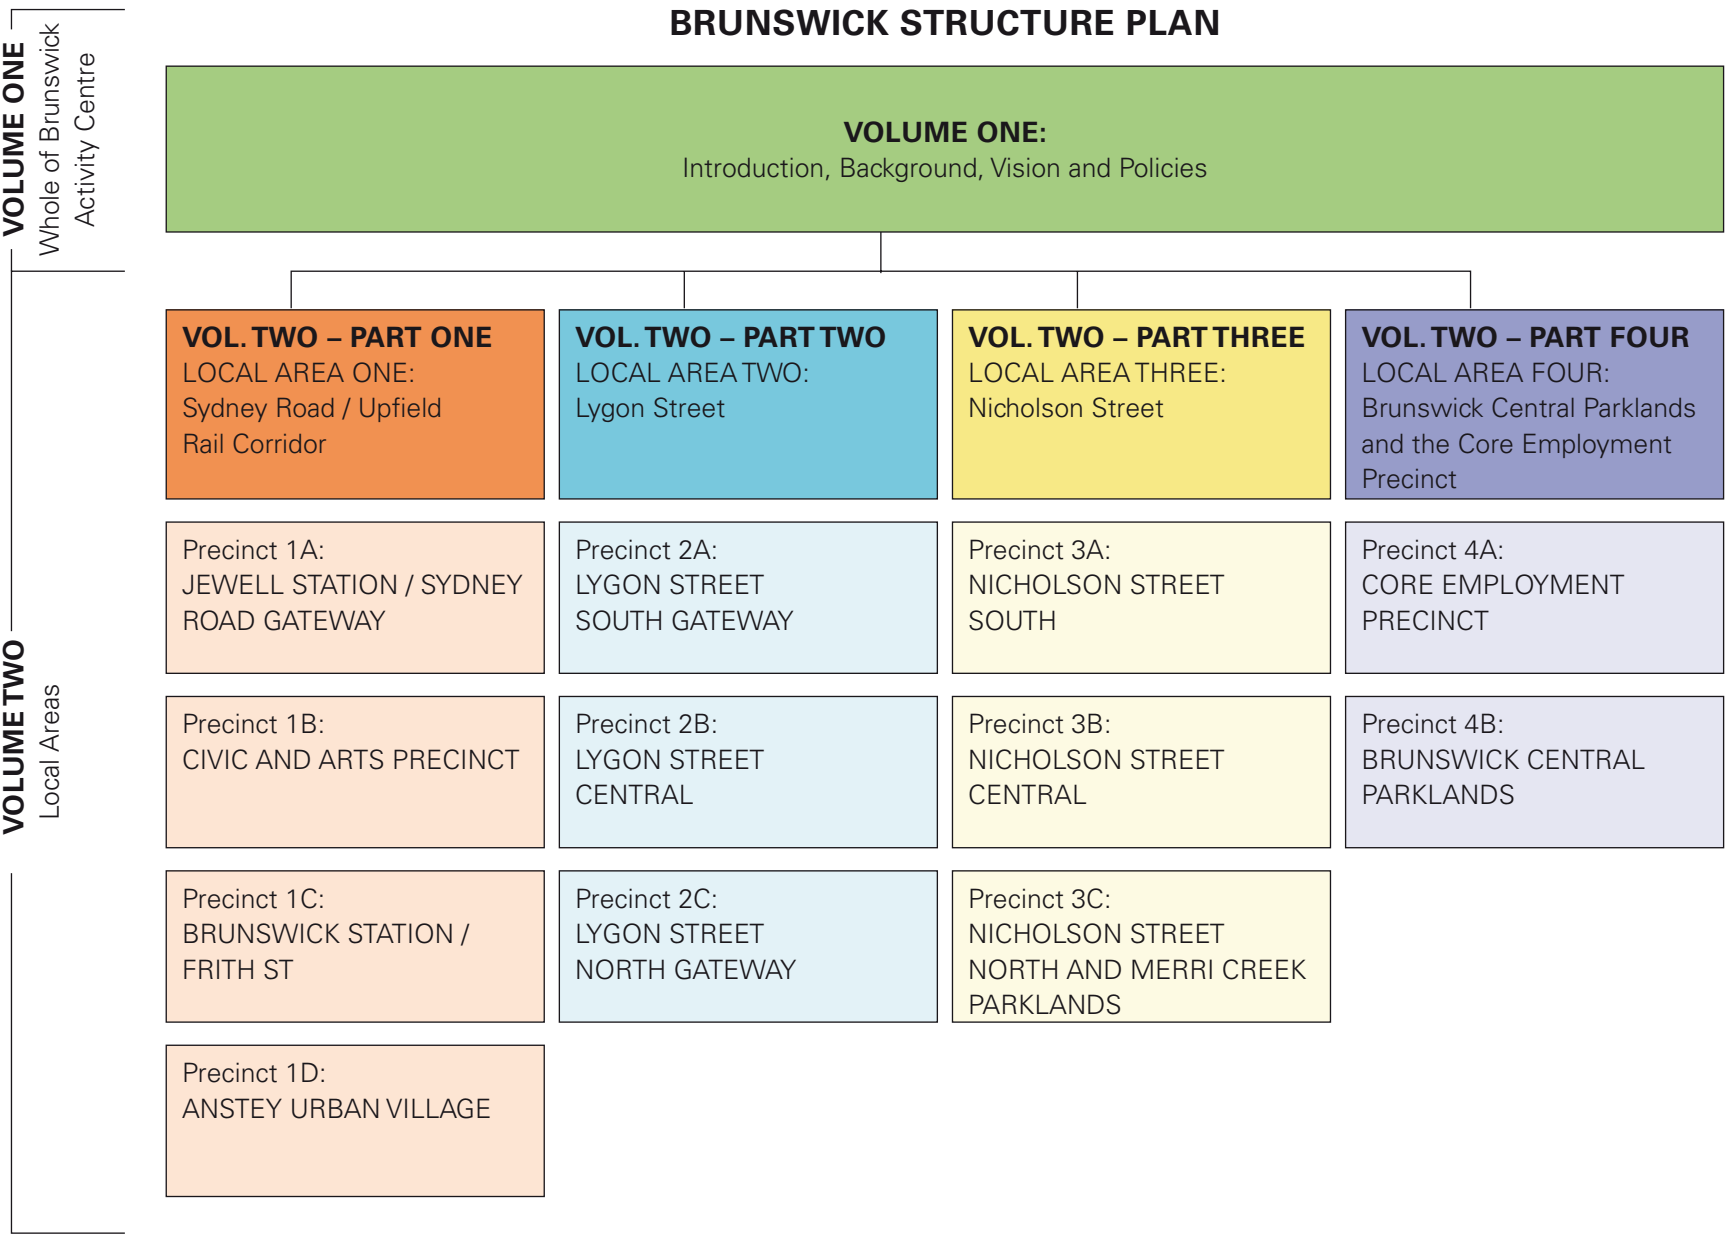 BRUNSWICK STRUCTURE PLAN
VOLUME ONE
Whole of Brunswick
Activity Centre
VOLUME ONE:
Introduction, Background, Vision and Policies
VOLUME TWO
Local Areas
VOL. TWO – PART ONE
LOCAL AREA ONE:
Sydney Road / Upfield
Rail Corridor
Precinct 1A:
JEWELL STATION / SYDNEY
ROAD GATEWAY
Precinct 1B:
CIVIC AND ARTS PRECINCT
Precinct 1C:
BRUNSWICK STATION /
FRITH ST
Precinct 1D:
ANSTEY URBAN VILLAGE
VOL. TWO – PART TWO
LOCAL AREA TWO:
Lygon Street
Precinct 2A:
LYGON STREET
SOUTH GATEWAY
Precinct 2B:
LYGON STREET
CENTRAL
Precinct 2C:
LYGON STREET
NORTH GATEWAY
VOL. TWO – PART THREE
LOCAL AREA THREE:
Nicholson Street
Precinct 3A:
NICHOLSON STREET
SOUTH
Precinct 3B:
NICHOLSON STREET
CENTRAL
Precinct 3C:
NICHOLSON STREET
NORTH AND MERRI CREEK
PARKLANDS
VOL. TWO – PART FOUR
LOCAL AREA FOUR:
Brunswick Central Parklands
and the Core Employment
Precinct
Precinct 4A:
CORE EMPLOYMENT
PRECINCT
Precinct 4B:
BRUNSWICK CENTRAL
PARKLANDS